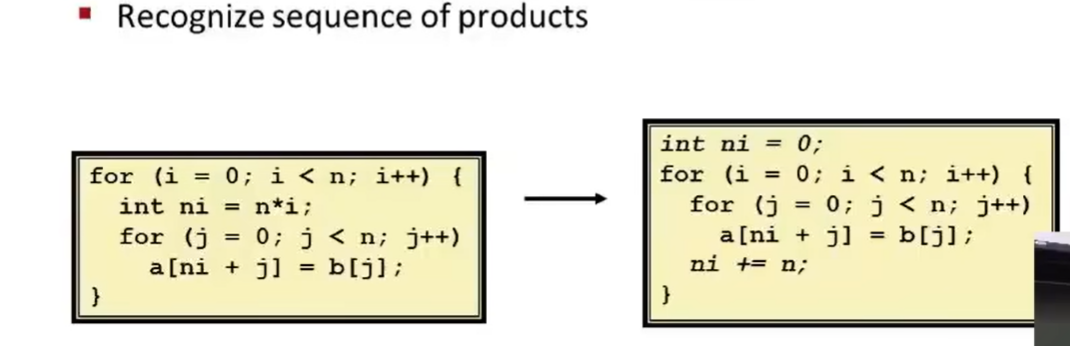 Recognize sequence of products
for (i = 0; i < n; i++) {
  int ni = n*i;
  for (j = 0; j < n; j++)
    a[ni + j] = b[j];
}
int ni = 0;
for (i = 0; i < n; i++) {
  for (j = 0; j < n; j++)
    a[ni + j] = b[j];
  ni += n;
}